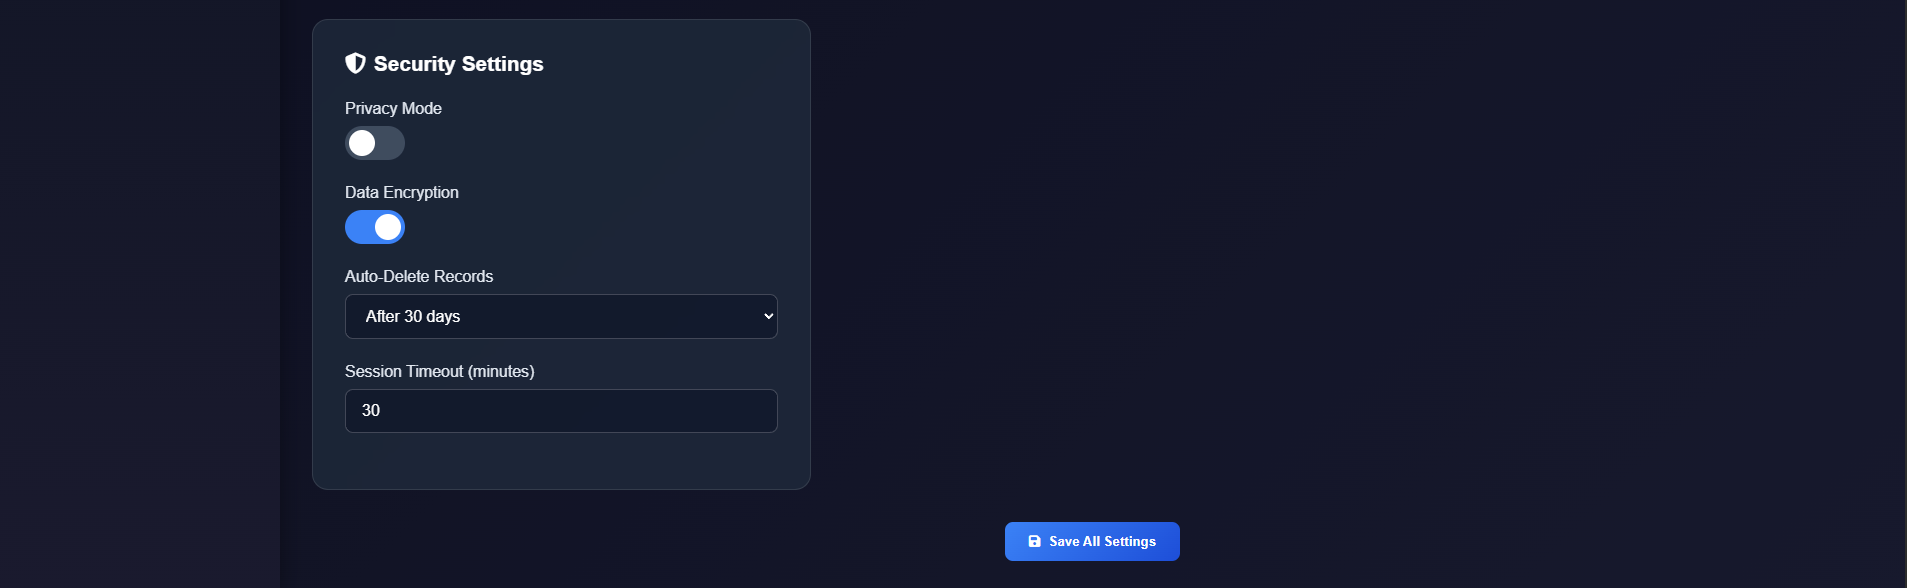 Security Settings
Privacy Mode
Data Encryption
Auto-Delete Records
After 30 days
Session Timeout (minutes)
30
Save All Settings